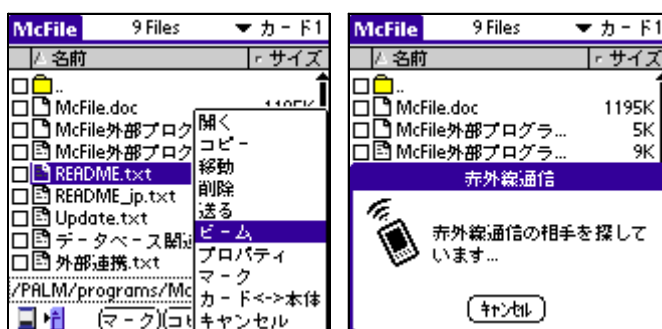 McFile 9 Files ▼ カード1
名前 サイズ
..
McFile.doc 1195K
McFile外部プログ
McFile外部プログ
README.txt
README_jp.txt
Update.txt
データベース関連
外部連携.txt
/PALM/programs/Mc
(マーク)(コピ
開く
コピー
移動
削除
送る
ビーム
プロパティ
マーク
カード<->本体
キャンセル
McFile 9 Files ▼ カード1
名前 サイズ
..
McFile.doc 1195K
McFile外部プログラ... 5K
McFile外部プログラ... 9K
赤外線通信
赤外線通信の相手を探して
います...
キャンセル